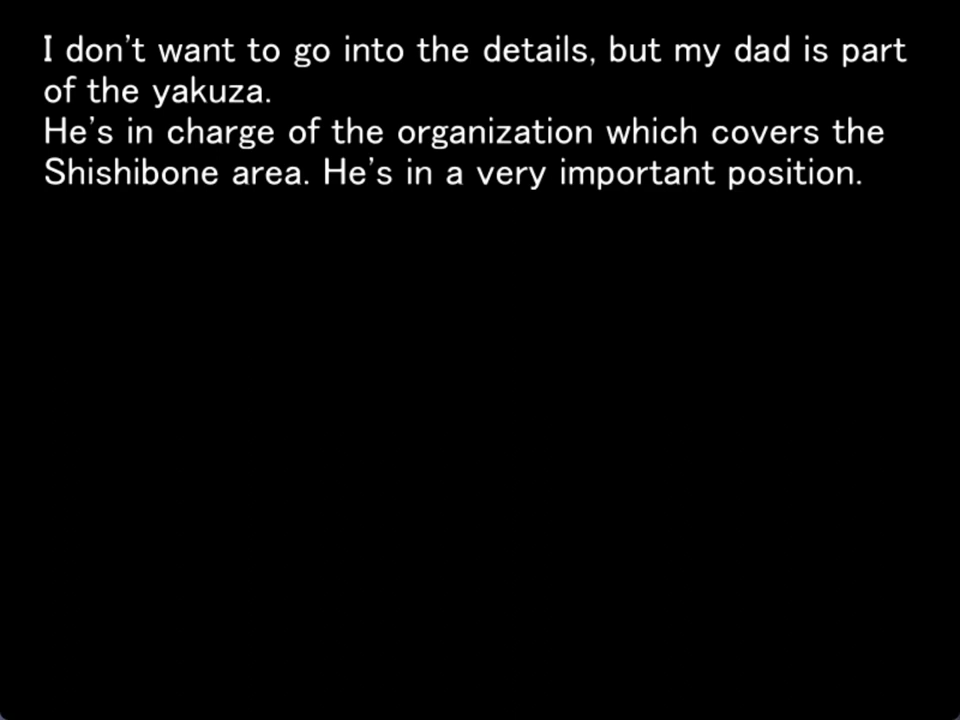 I don't want to go into the details, but my dad is part
of the yakuza.
He's in charge of the organization which covers the
Shishibone area. He's in a very important position.